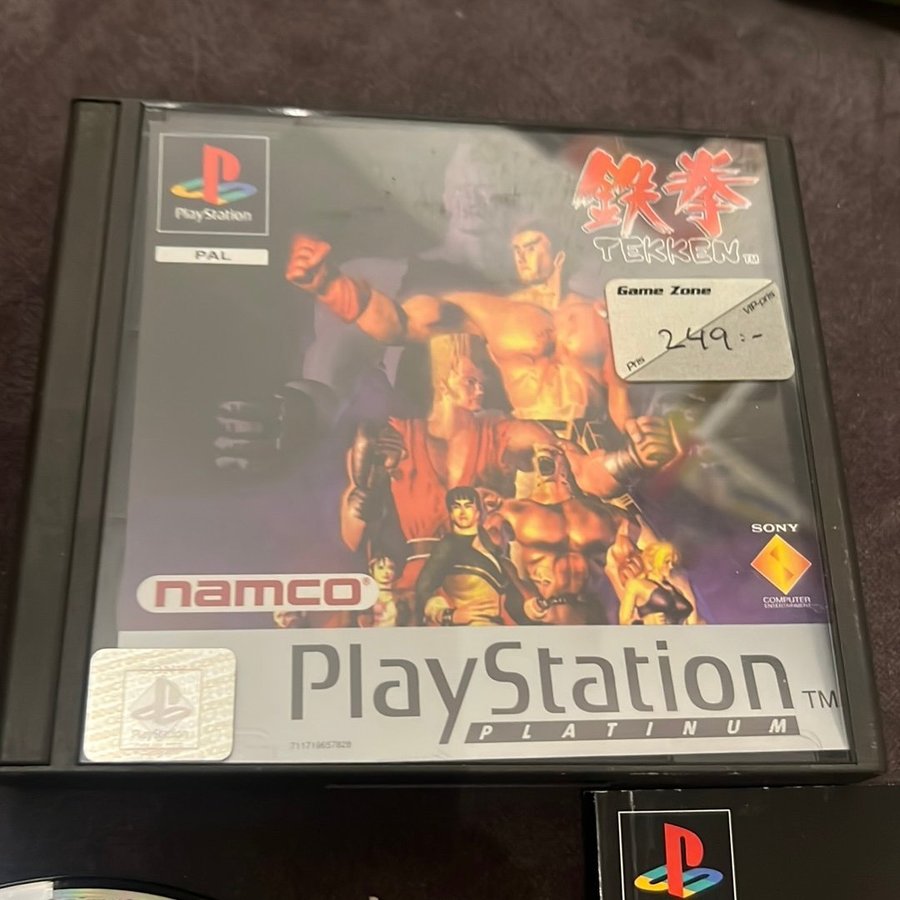 PlayStation
PAL
鉄拳
TEKKEN TM
Game Zone
VIP-pris
249:-
Pris
SONY
COMPUTER
ENTERTAINMENT
namco®
PlayStation TM
PLATINUM
PlayStation